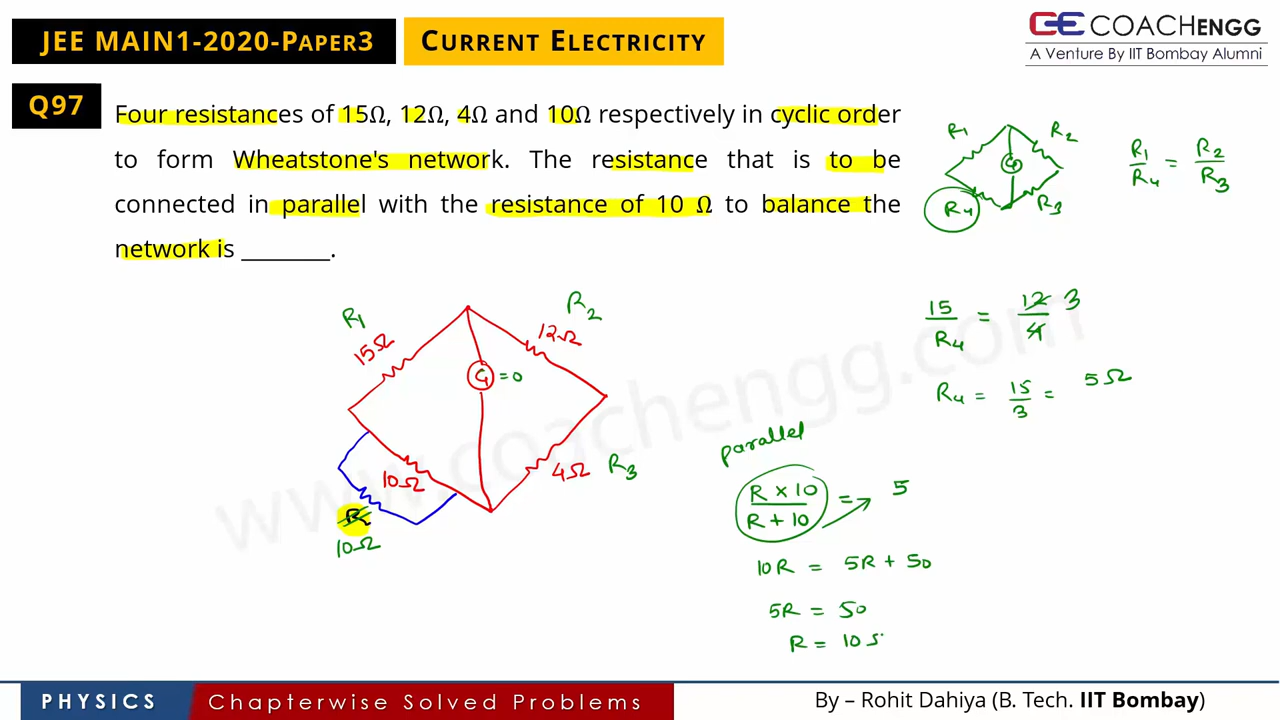 JEE MAIN1-2020-PAPER3
CURRENT ELECTRICITY
COACHENGG
A Venture By IIT Bombay Alumni
Q97
Four resistances of 15Ω, 12Ω, 4Ω and 10Ω respectively in cyclic order
to form Wheatstone's network. The resistance that is to be
connected in parallel with the resistance of 10 Ω to balance the
network is ________.
R1
R2
G
R4
R3
R1/R4 = R2/R3
R1
R2
15Ω
12Ω
G = 0
10Ω
4Ω
R3
R
10Ω
15/R4 = 12/4 3
R4 = 15/3 = 5Ω
parallel
R × 10 / R + 10 = 5
10R = 5R + 50
5R = 50
R = 10
www.coachengg.com
PHYSICS
Chapterwise Solved Problems
By – Rohit Dahiya (B. Tech. IIT Bombay)